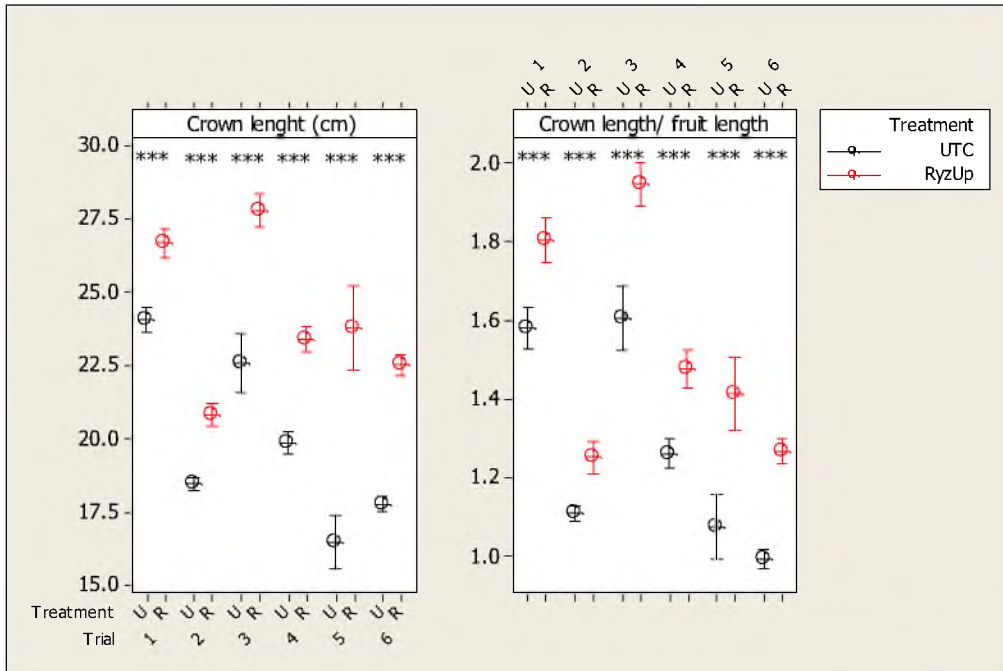 U R U R U R U R U R U R
1 2 3 4 5 6
Crown lenght (cm)
Crown length/ fruit length
Treatment
UTC
RyzUp
*** *** *** *** *** ***
*** *** *** *** *** ***
30.0
27.5
25.0
22.5
20.0
17.5
15.0
2.0
1.8
1.6
1.4
1.2
1.0
Treatment U R U R U R U R U R U R
Trial 1 2 3 4 5 6